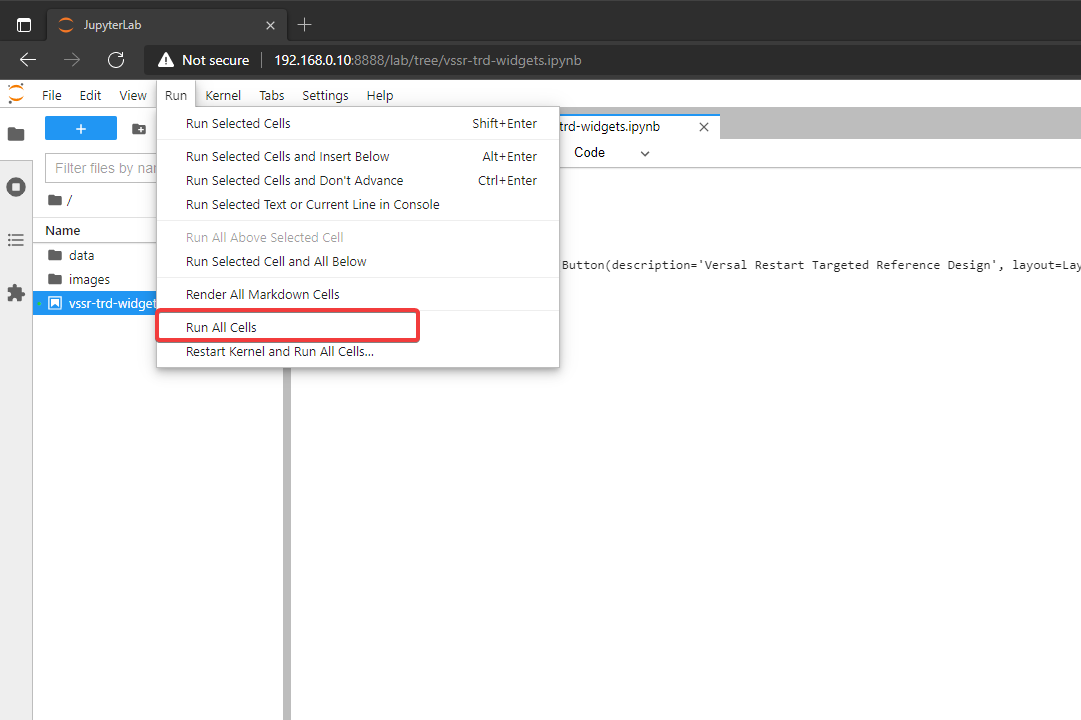 JupyterLab
Not secure 192.168.0.10:8888/lab/tree/vssr-trd-widgets.ipynb
File Edit View Run Kernel Tabs Settings Help
Run Selected Cells Shift+Enter
Run Selected Cells and Insert Below Alt+Enter
Run Selected Cells and Don't Advance Ctrl+Enter
Run Selected Text or Current Line in Console
Run All Above Selected Cell
Run Selected Cell and All Below
Render All Markdown Cells
Run All Cells
Restart Kernel and Run All Cells...
+
Filter files by nar
/
Name
data
images
vssr-trd-widget
trd-widgets.ipynb
Code
Button(description='Versal Restart Targeted Reference Design', layout=Lay